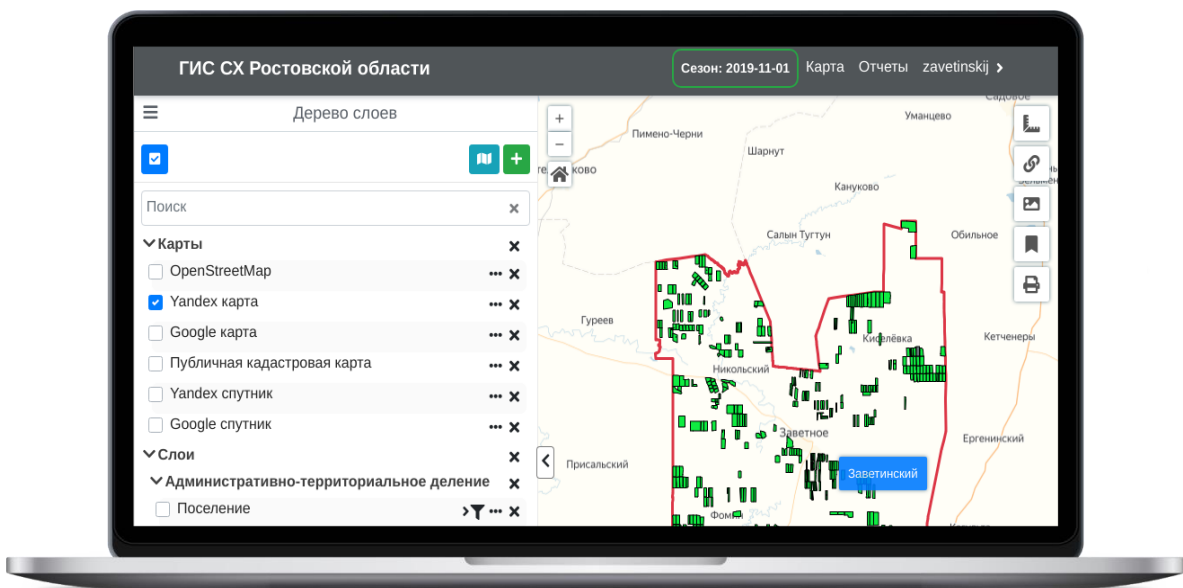 ГИС СХ Ростовской области
Сезон: 2019-11-01
Карта
Отчеты
zavetinskij
Дерево слоев
Поиск
Карты
OpenStreetMap
Yandex карта
Google карта
Публичная кадастровая карта
Yandex спутник
Google спутник
Слои
Административно-территориальное деление
Поселение
Садовое
Уманцево
Пимено-Черни
Шарнут
ково
Кануково
Салын Тугтун
Обильное
Гуреев
Киселёвка
Кетченеры
Никольский
Заветное
Ергенинский
Присальский
Заветинский